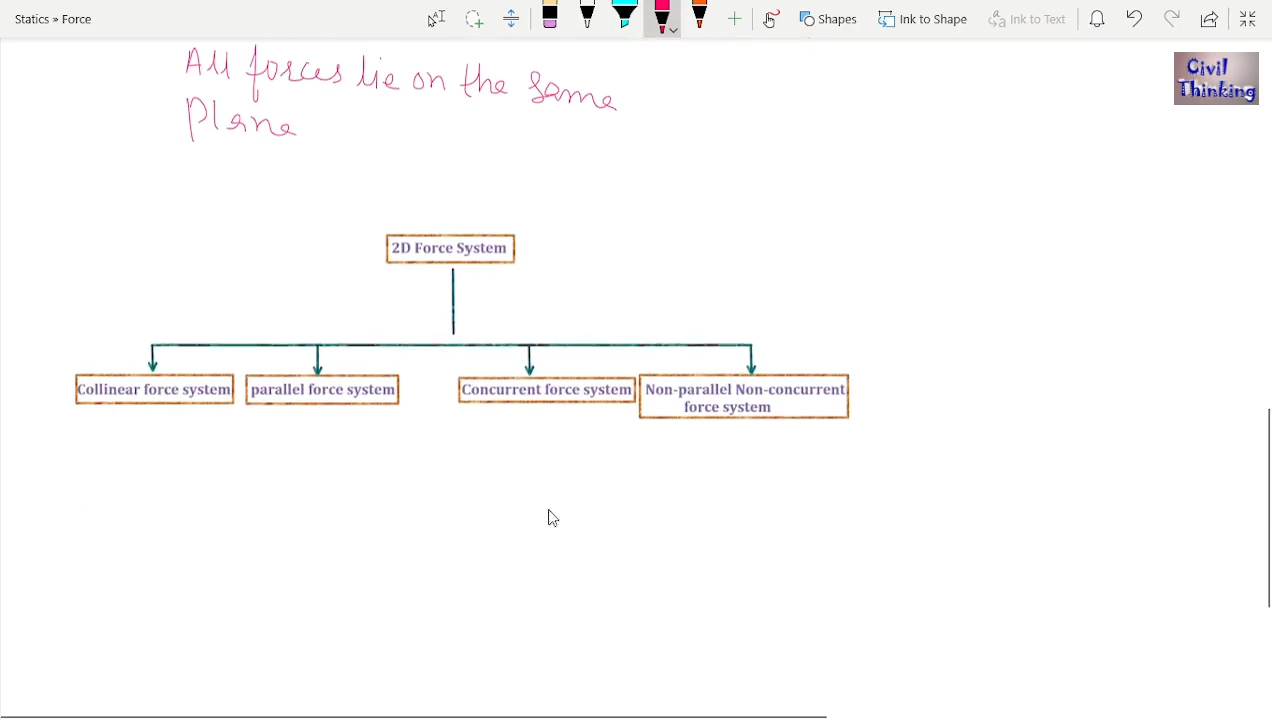 Statics » Force
Shapes
Ink to Shape
Ink to Text
All forces lie on the same
Plane
Civil
Thinking
2D Force System
Collinear force system
parallel force system
Concurrent force system
Non-parallel Non-concurrent
force system